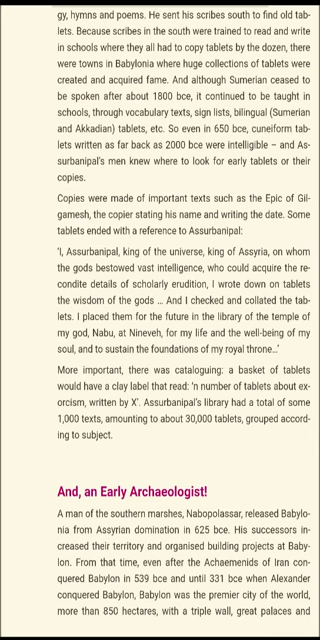 gy, hymns and poems. He sent his scribes south to find old tab-
lets. Because scribes in the south were trained to read and write
in schools where they all had to copy tablets by the dozen, there
were towns in Babylonia where huge collections of tablets were
created and acquired fame. And although Sumerian ceased to
be spoken after about 1800 bce, it continued to be taught in
schools, through vocabulary texts, sign lists, bilingual (Sumerian
and Akkadian) tablets, etc. So even in 650 bce, cuneiform tab-
lets written as far back as 2000 bce were intelligible – and As-
surbanipal's men knew where to look for early tablets or their
copies.
Copies were made of important texts such as the Epic of Gil-
gamesh, the copier stating his name and writing the date. Some
tablets ended with a reference to Assurbanipal:
'I, Assurbanipal, king of the universe, king of Assyria, on whom
the gods bestowed vast intelligence, who could acquire the re-
condite details of scholarly erudition, I wrote down on tablets
the wisdom of the gods … And I checked and collated the tab-
lets. I placed them for the future in the library of the temple of
my god, Nabu, at Nineveh, for my life and the well-being of my
soul, and to sustain the foundations of my royal throne…'
More important, there was cataloguing: a basket of tablets
would have a clay label that read: 'n number of tablets about ex-
orcism, written by X'. Assurbanipal's library had a total of some
1,000 texts, amounting to about 30,000 tablets, grouped accord-
ing to subject.
And, an Early Archaeologist!
A man of the southern marshes, Nabopolassar, released Babylo-
nia from Assyrian domination in 625 bce. His successors in-
creased their territory and organised building projects at Baby-
lon. From that time, even after the Achaemenids of Iran con-
quered Babylon in 539 bce and until 331 bce when Alexander
conquered Babylon, Babylon was the premier city of the world,
more than 850 hectares, with a triple wall, great palaces and